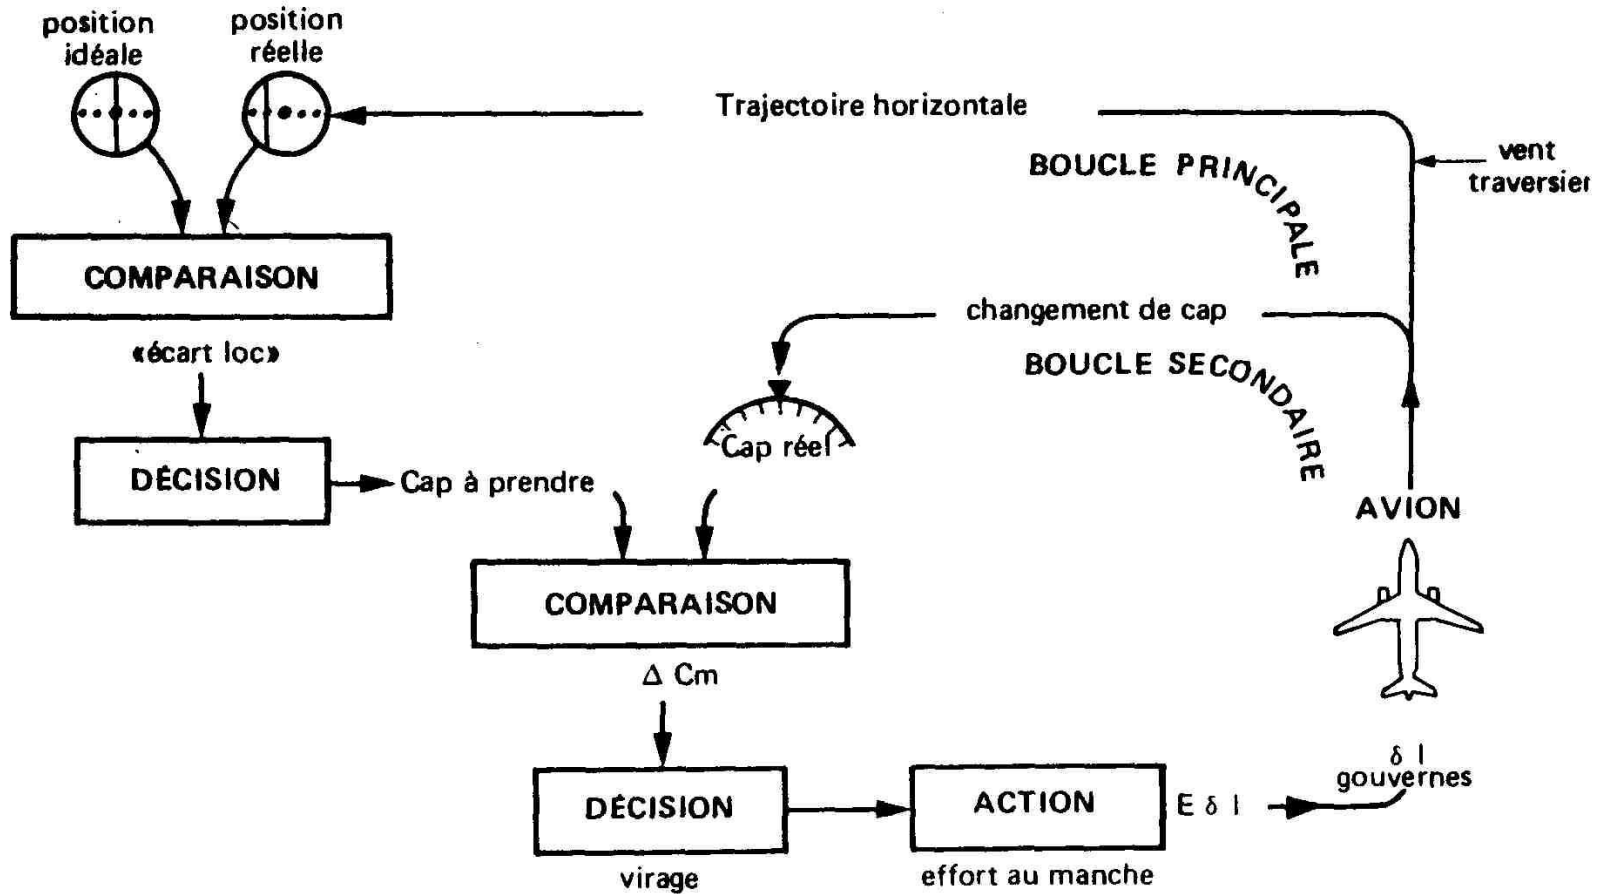 position
idéale
position
réelle
Trajectoire horizontale
BOUCLE PRINCIPALE
vent
traversier
COMPARAISON
«écart loc»
changement de cap
BOUCLE SECONDAIRE
Cap réel
DÉCISION
Cap à prendre
AVION
COMPARAISON
Δ Cm
DÉCISION
virage
ACTION
effort au manche
E δ l
δ l
gouvernes